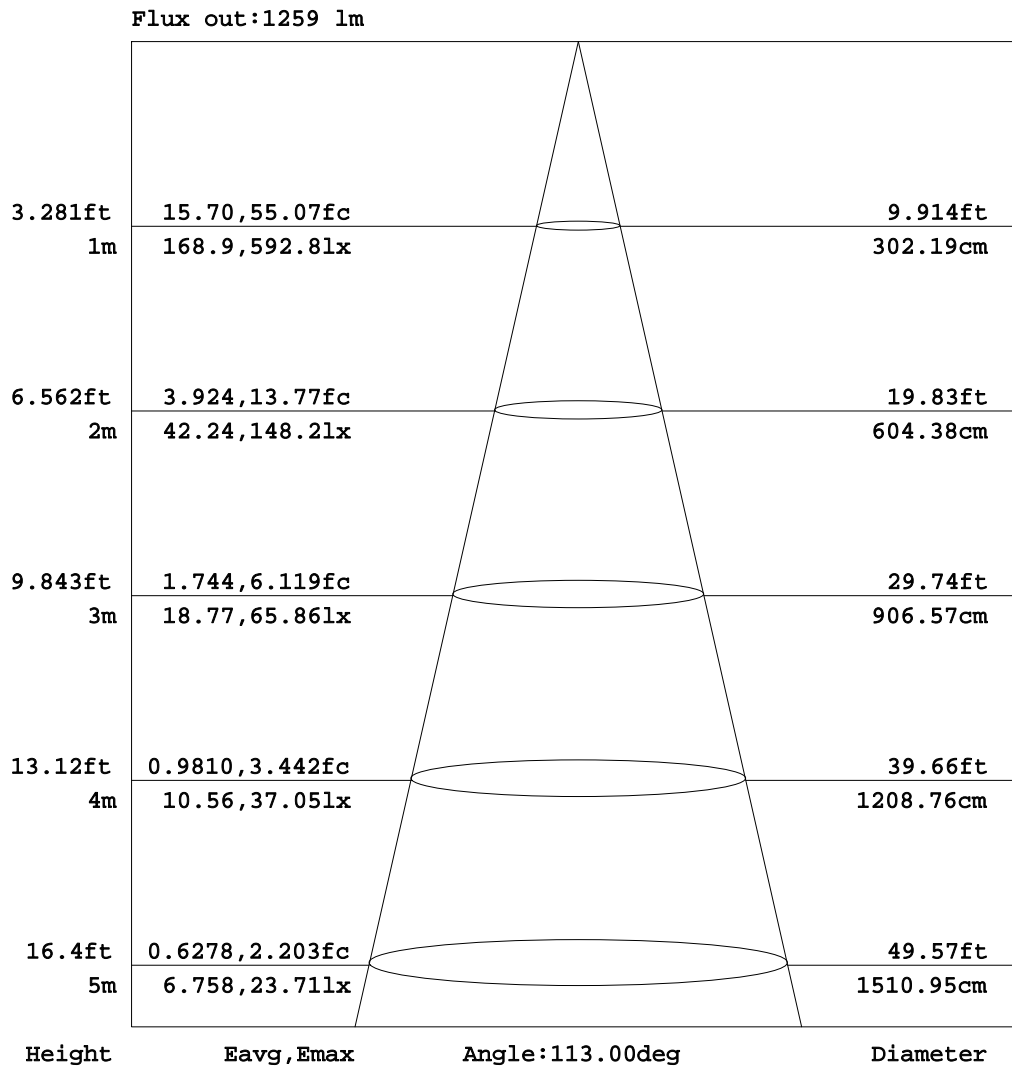 Flux out:1259 lm
3.281ft 15.70,55.07fc 9.914ft
1m 168.9,592.8lx 302.19cm
6.562ft 3.924,13.77fc 19.83ft
2m 42.24,148.2lx 604.38cm
9.843ft 1.744,6.119fc 29.74ft
3m 18.77,65.86lx 906.57cm
13.12ft 0.9810,3.442fc 39.66ft
4m 10.56,37.05lx 1208.76cm
16.4ft 0.6278,2.203fc 49.57ft
5m 6.758,23.71lx 1510.95cm
Height Eavg,Emax Angle:113.00deg Diameter